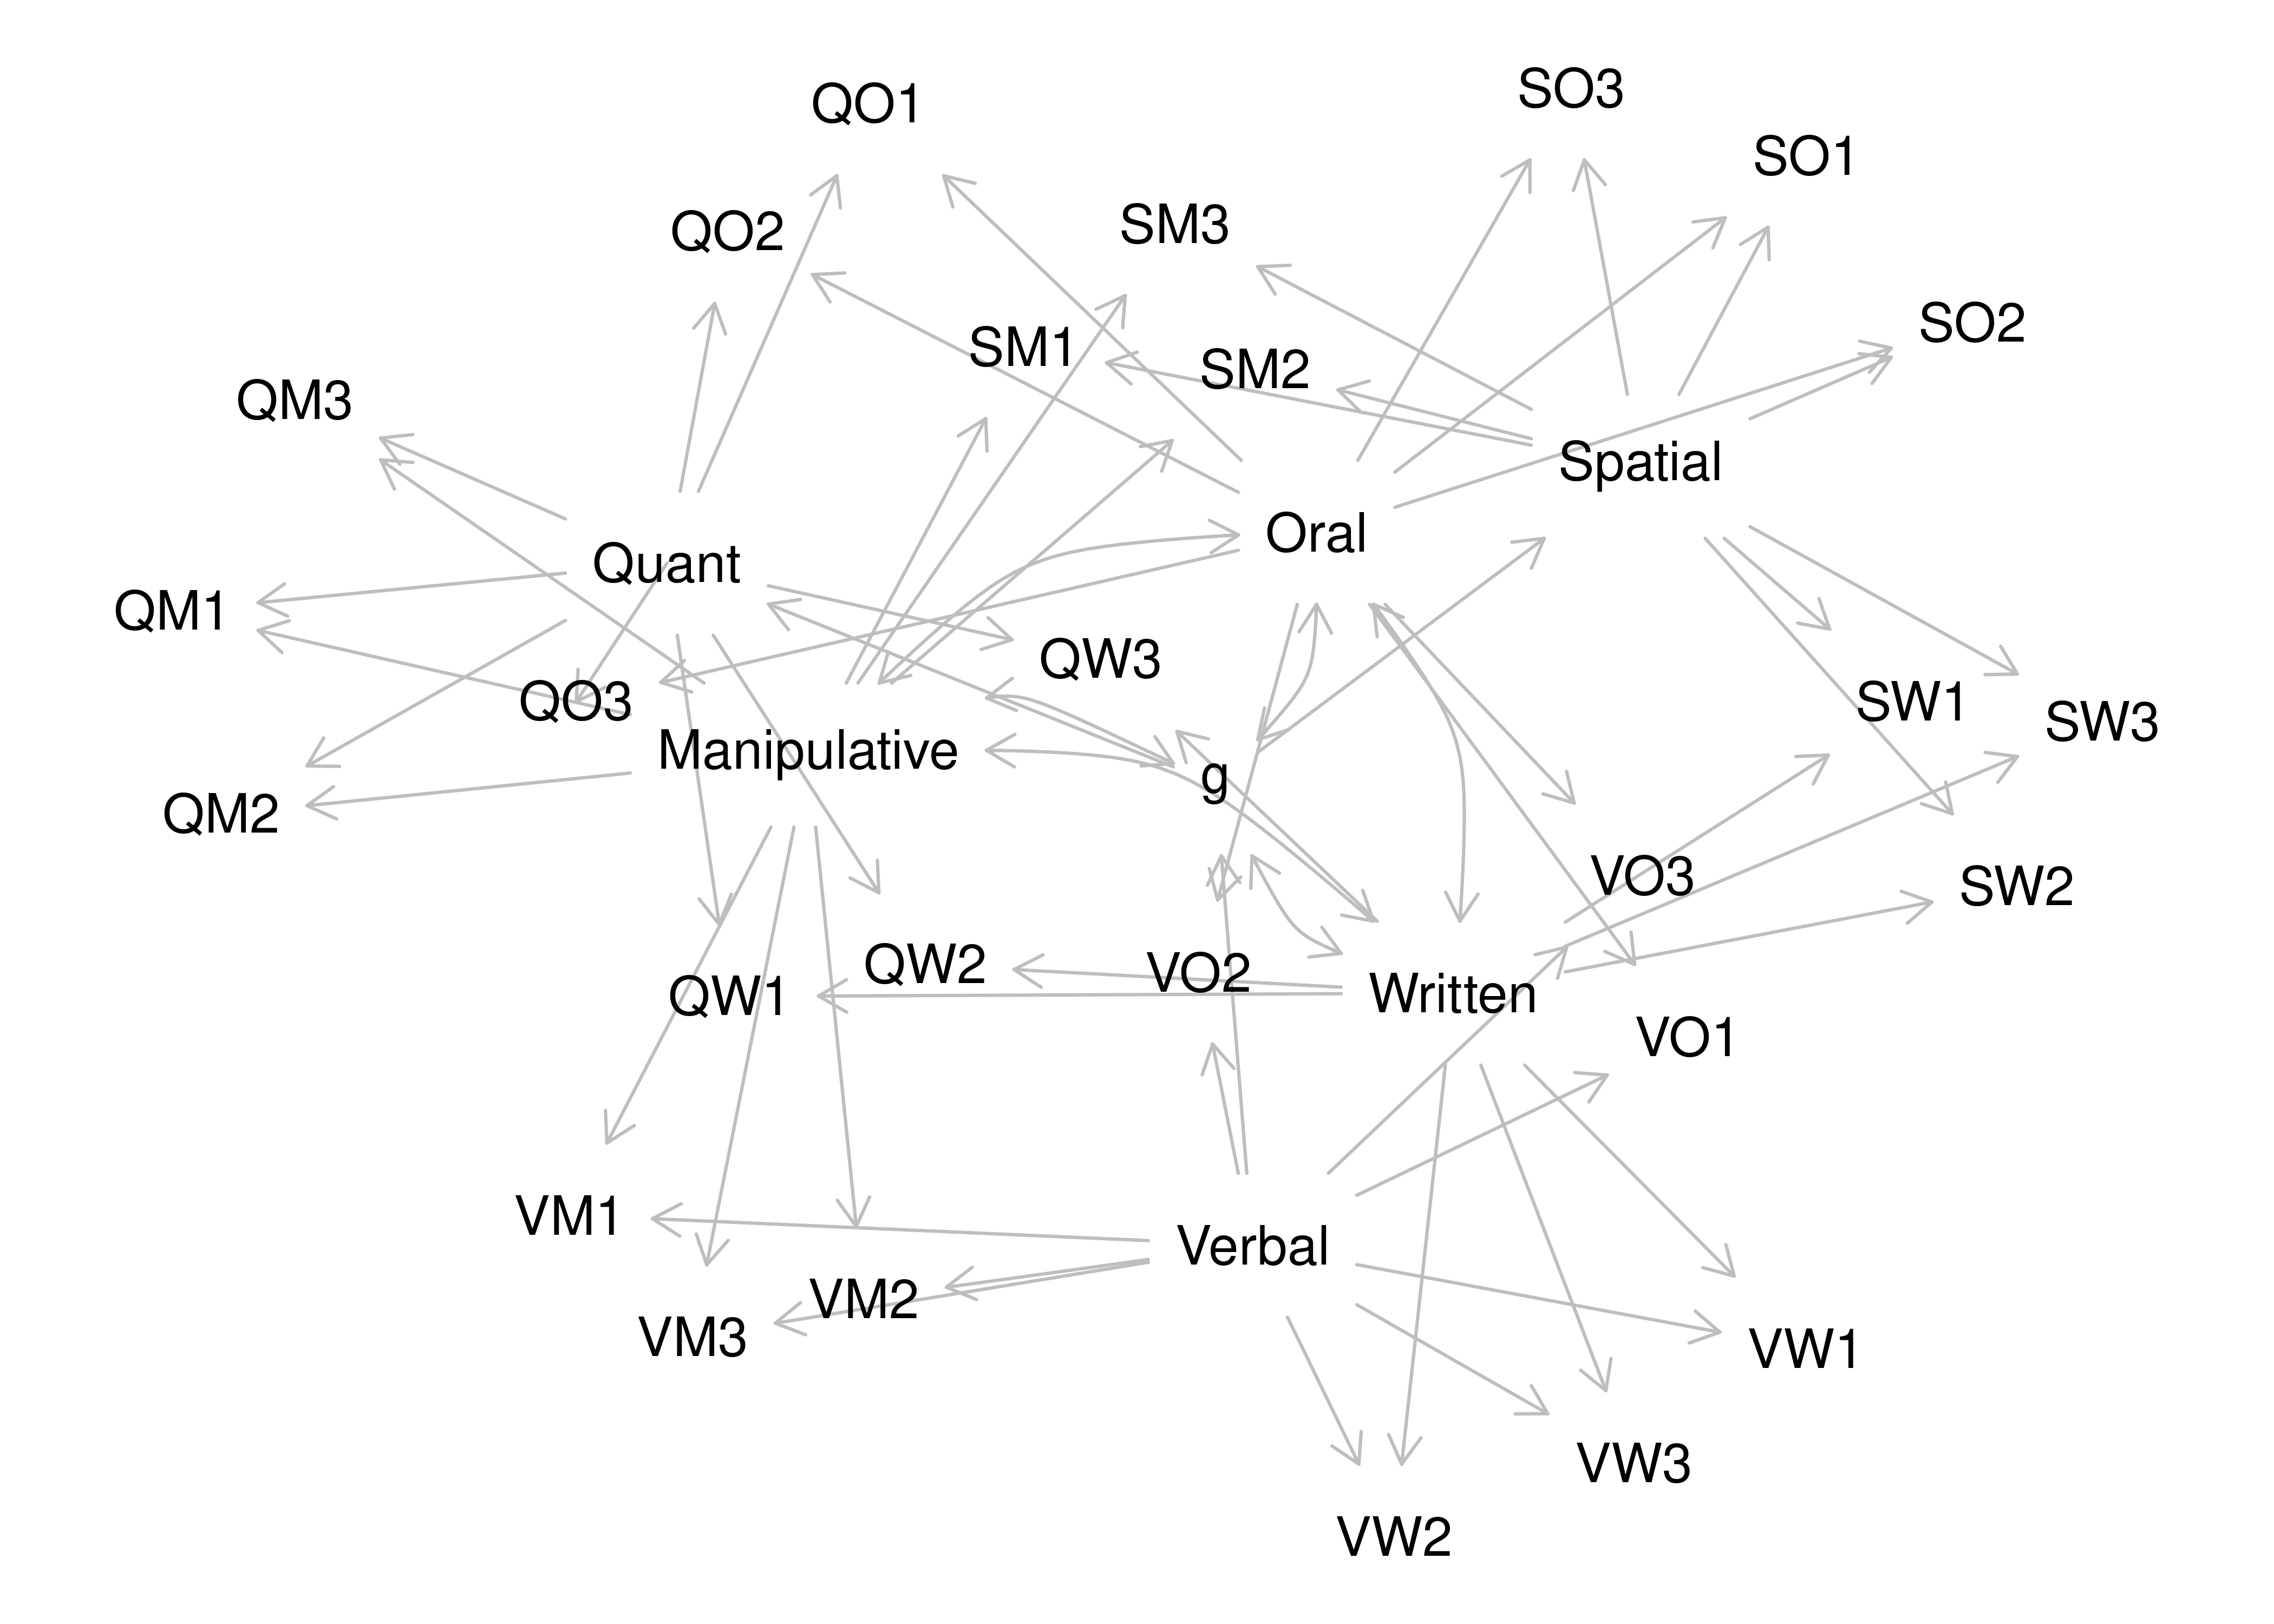 SO3
QO1
SO1
SM3
QO2
SO2
SM1
SM2
QM3
Spatial
Oral
Quant
QM1
QW3
QO3
SW1
SW3
Manipulative
g
QM2
VO3
SW2
QW2
VO2
QW1
Written
VO1
VM1
Verbal
VM2
VM3
VW1
VW3
VW2